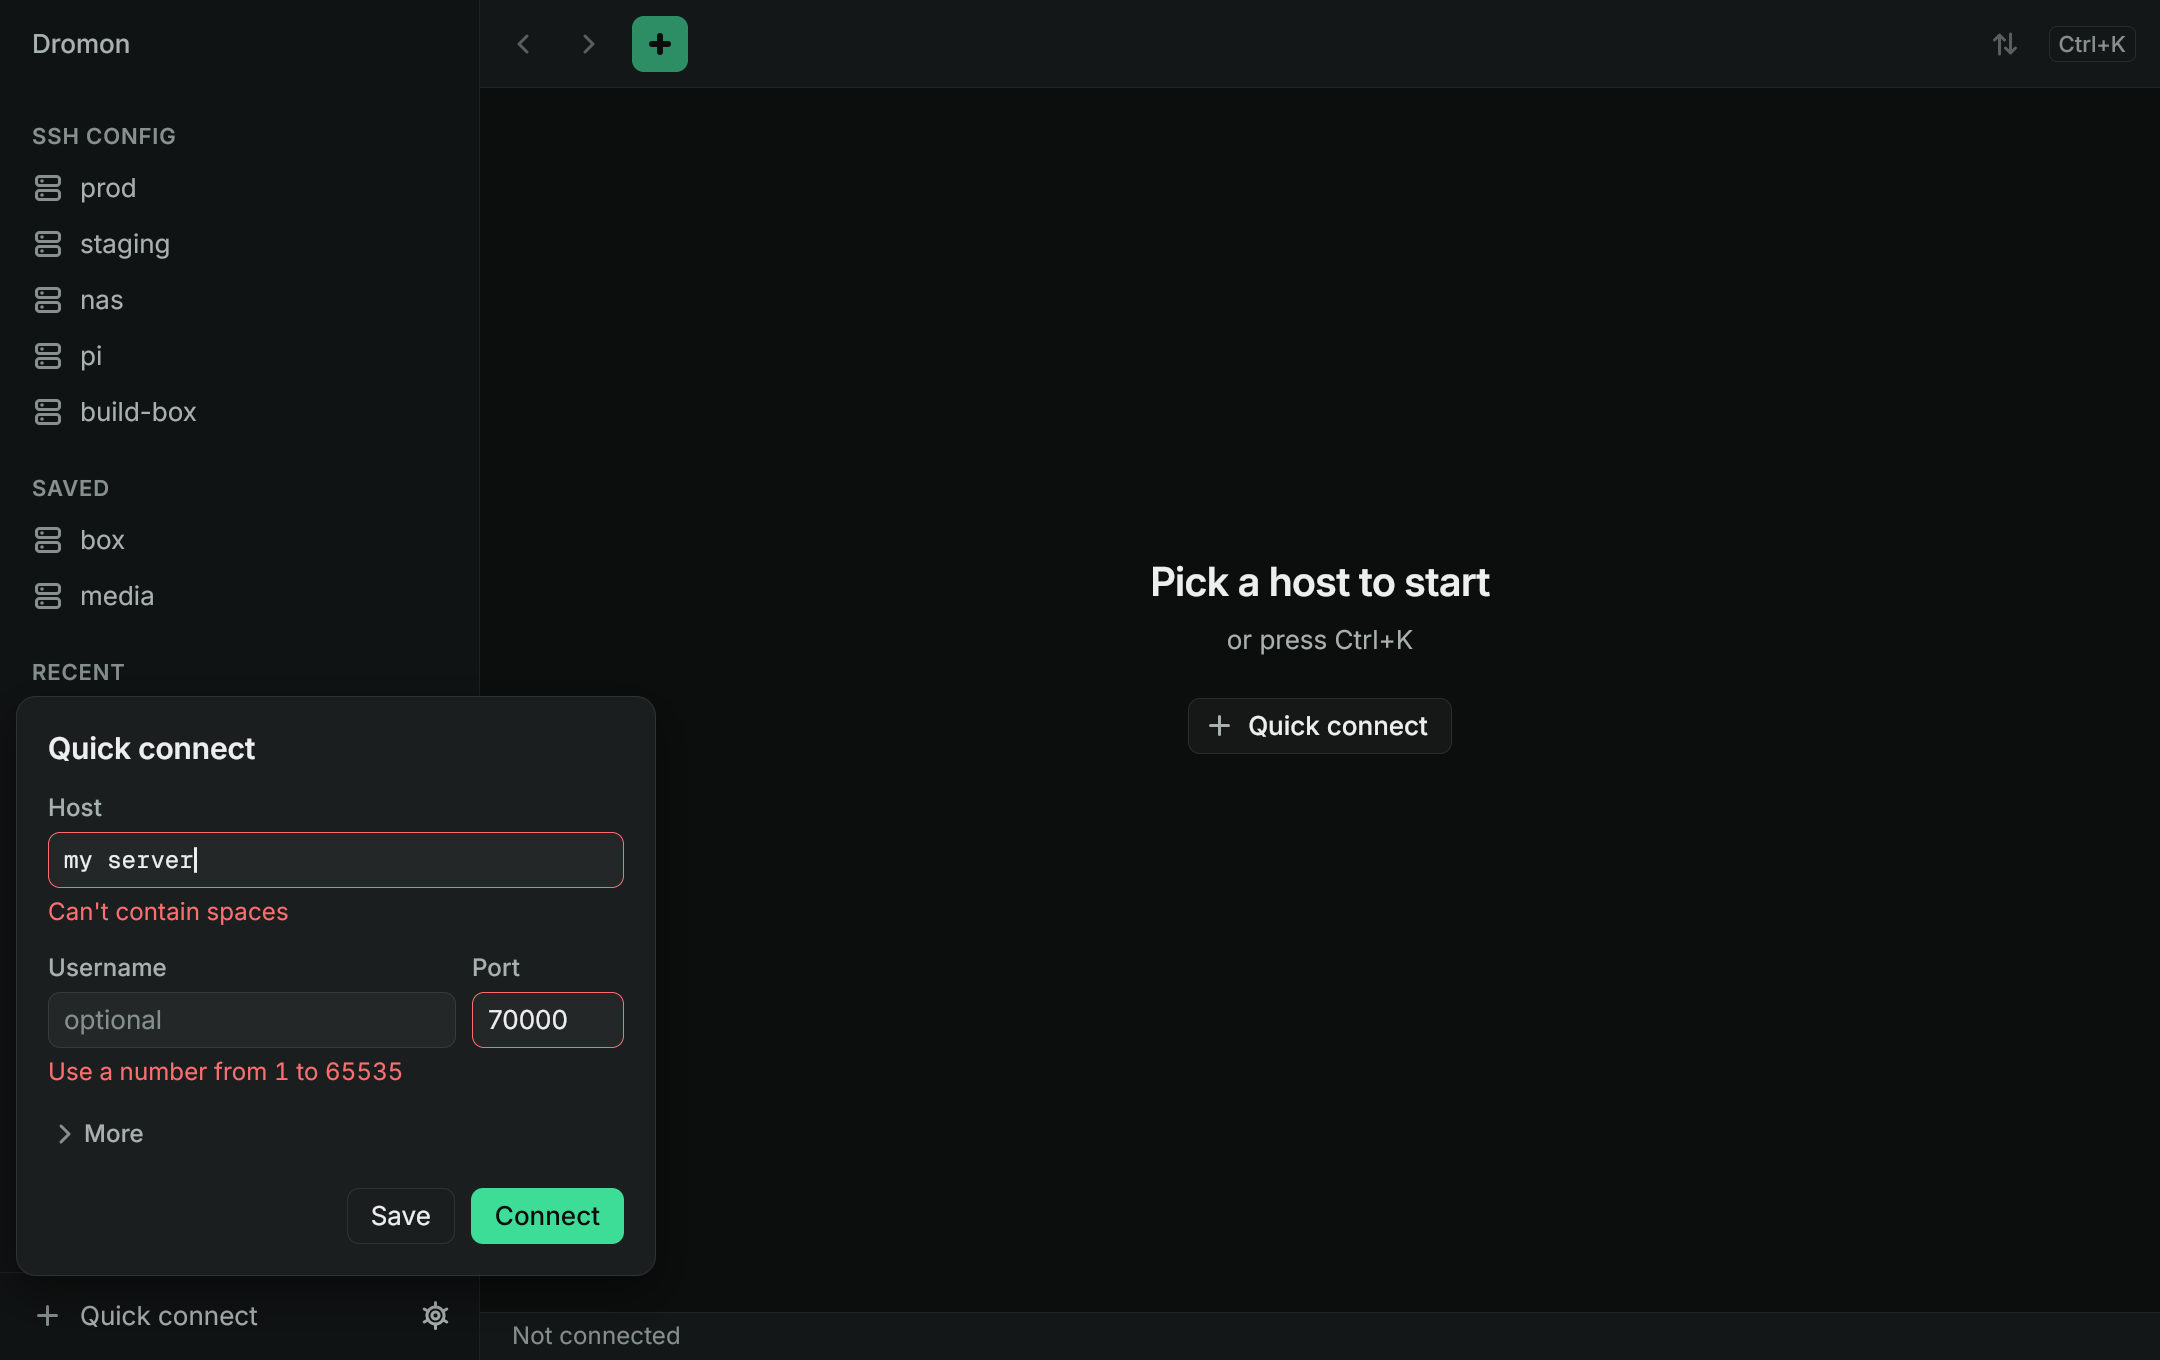 Dromon
Ctrl+K
SSH CONFIG
prod
staging
nas
pi
build-box
SAVED
box
media
RECENT
Pick a host to start
or press Ctrl+K
Quick connect
Quick connect
Host
my server
Can't contain spaces
Username
Port
optional
70000
Use a number from 1 to 65535
More
Save
Connect
Quick connect
Not connected